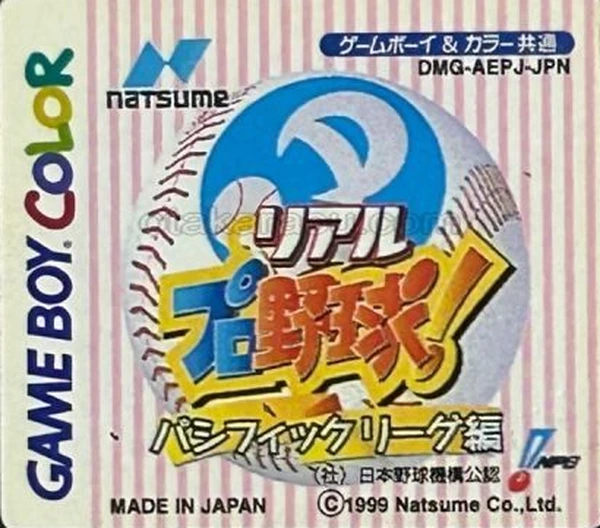 GAME BOY COLOR
natsume
ゲームボーイ&カラー共通
DMG-AEPJ-JPN
otakarapu.com
リアル
プロ野球!
パシフィックリーグ編
(社)日本野球機構公認
NPB
MADE IN JAPAN
©1999 Natsume Co.,Ltd.